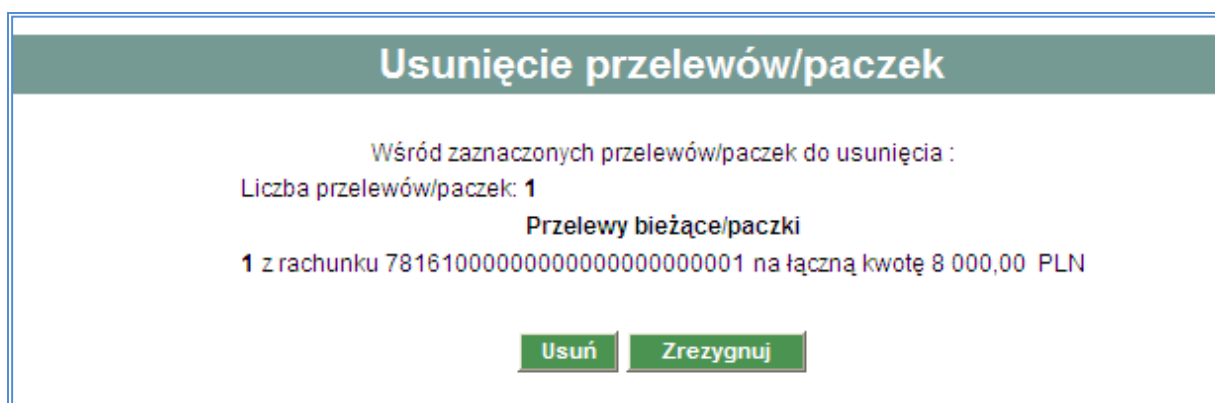 Usunięcie przelewów/paczek
Wśród zaznaczonych przelewów/paczek do usunięcia :
Liczba przelewów/paczek: 1
Przelewy bieżące/paczki
1 z rachunku 78161000000000000000000001 na łączną kwotę 8 000,00 PLN
Usuń Zrezygnuj